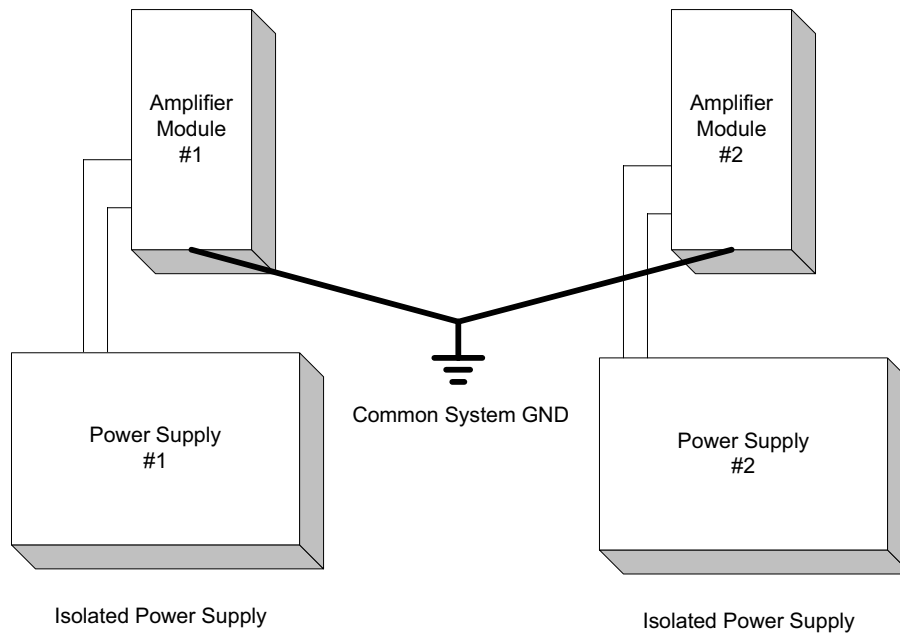 Amplifier
Module
#1
Amplifier
Module
#2
Common System GND
Power Supply
#1
Power Supply
#2
Isolated Power Supply
Isolated Power Supply